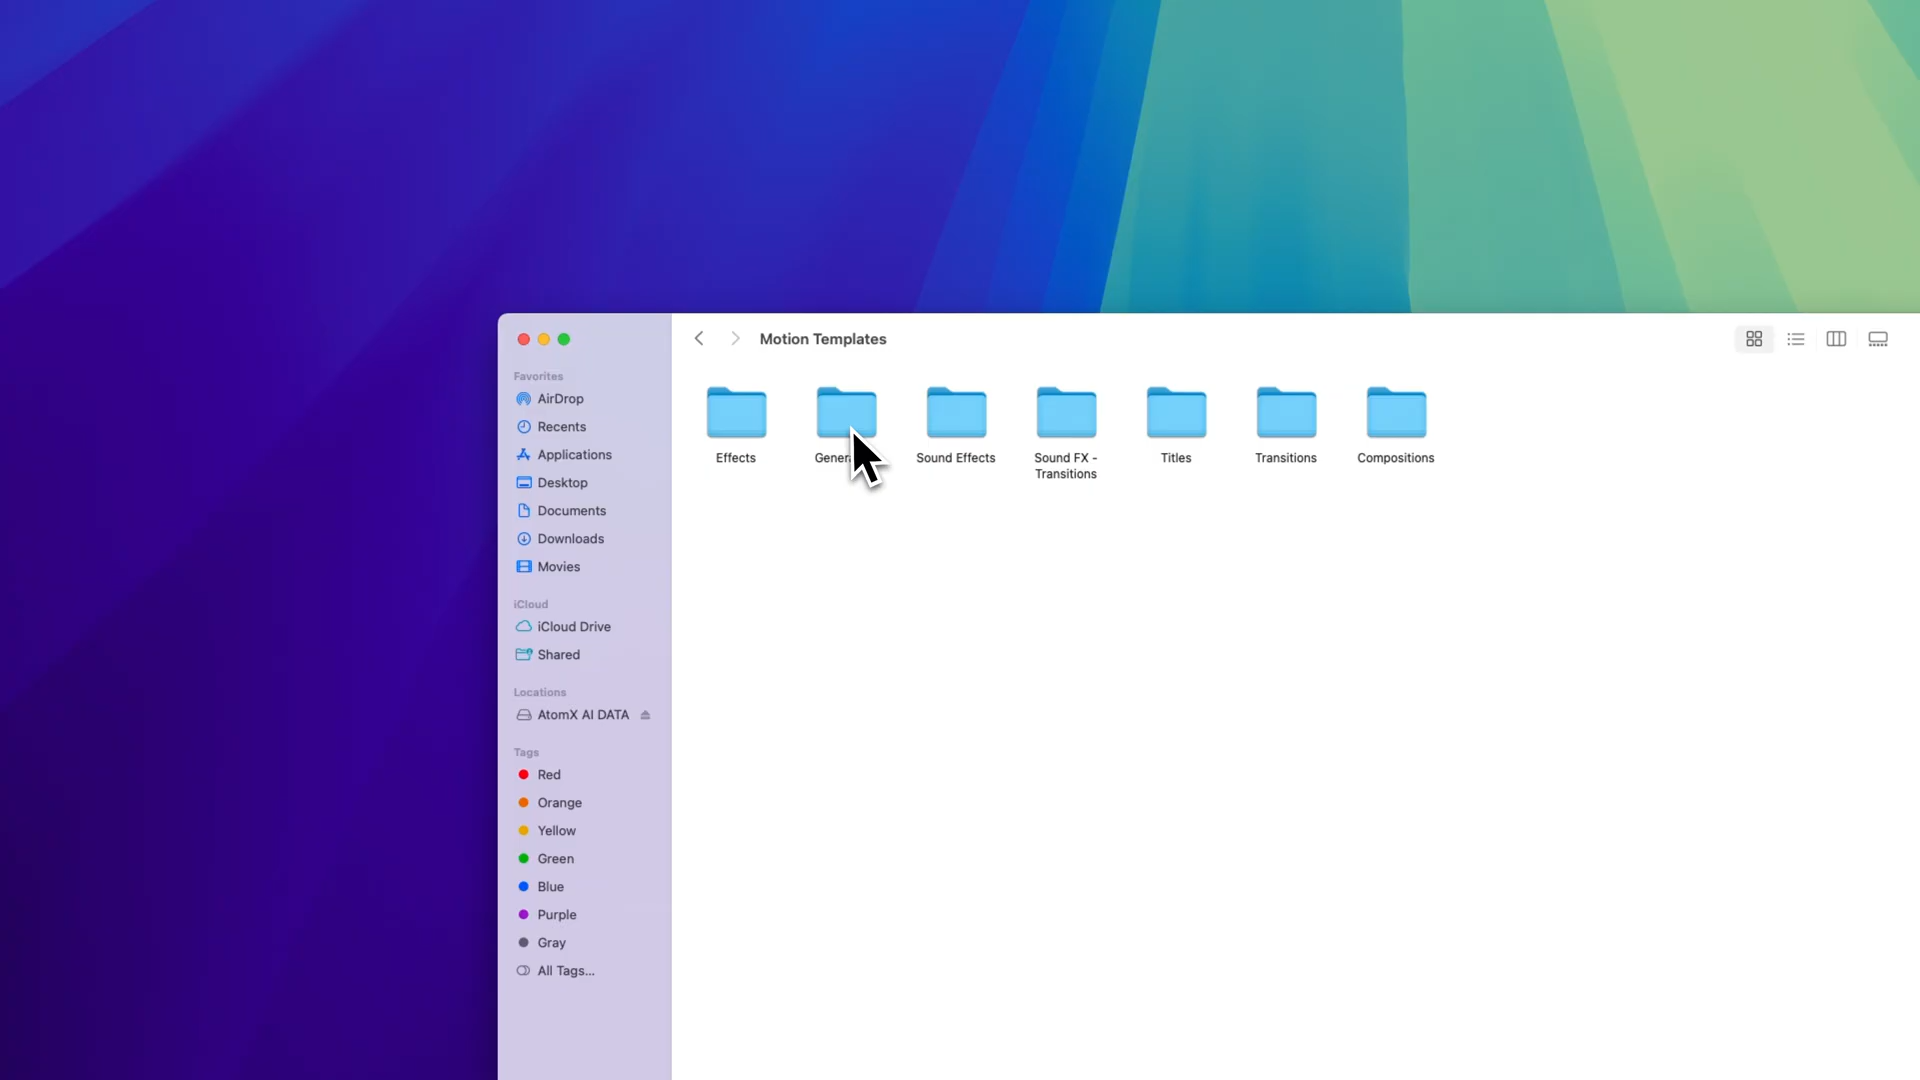 Motion Templates
Favorites
AirDrop
Recents
Applications
Desktop
Documents
Downloads
Movies
iCloud
iCloud Drive
Shared
Locations
AtomX AI DATA
Tags
Red
Orange
Yellow
Green
Blue
Purple
Gray
All Tags...
Effects
Sound Effects
Sound FX -
Transitions
Titles
Transitions
Compositions